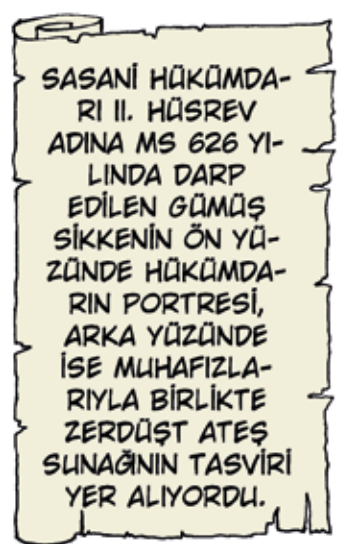 SASANİ HÜKÜMDA-
RI II. HÜSREV
ADINA MS 626 YI-
LINDA DARP
EDİLEN GÜMÜŞ
SİKKENİN ÖN YÜ-
ZÜNDE HÜKÜMDA-
RIN PORTRESİ,
ARKA YÜZÜNDE
İSE MUHAFIZLA-
RIYLA BİRLİKTE
ZERDÜŞT ATEŞ
SUNAĞININ TASVİRİ
YER ALIYORDU.